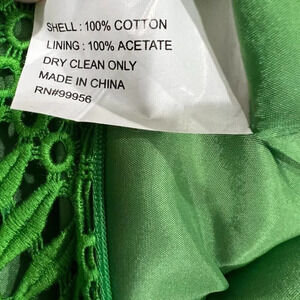 SHELL : 100% COTTON
LINING : 100% ACETATE
DRY CLEAN ONLY
MADE IN CHINA
RN#99956